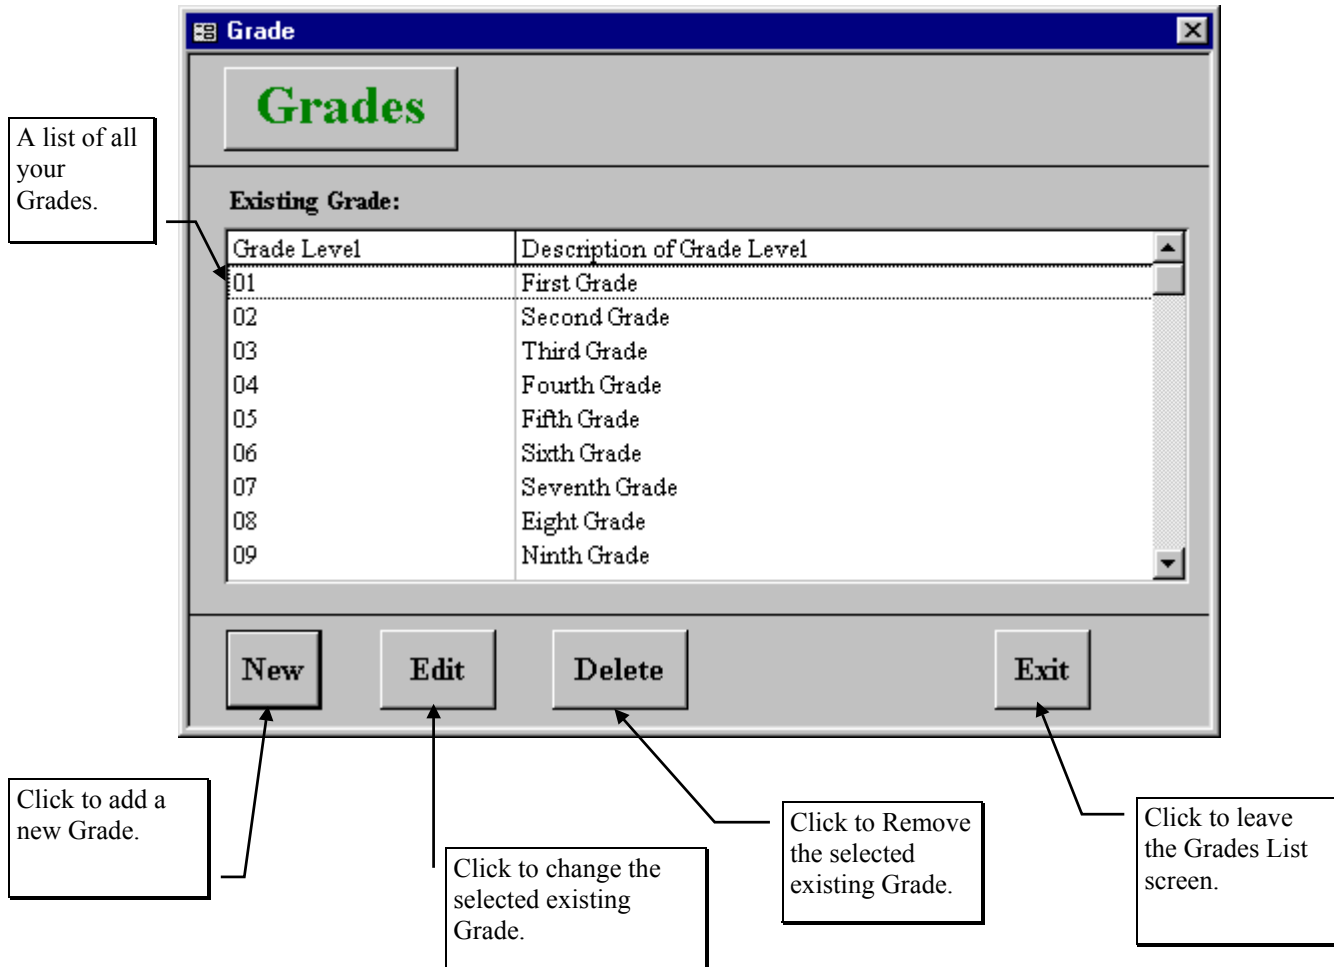 Grade
Grades
A list of all
your
Grades.
Existing Grade:
Grade Level Description of Grade Level
01 First Grade
02 Second Grade
03 Third Grade
04 Fourth Grade
05 Fifth Grade
06 Sixth Grade
07 Seventh Grade
08 Eight Grade
09 Ninth Grade
New Edit Delete Exit
Click to add a
new Grade.
Click to change the
selected existing
Grade.
Click to Remove
the selected
existing Grade.
Click to leave
the Grades List
screen.